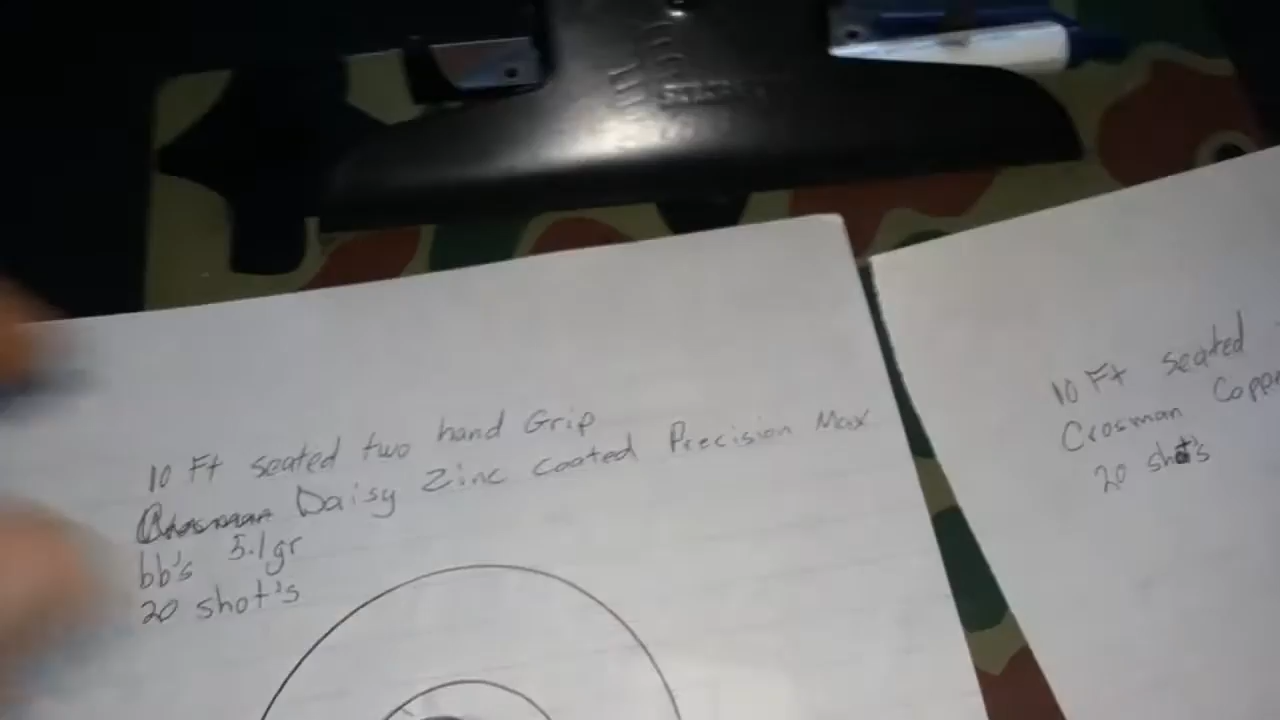 10 Ft seated two hand Grip
Crosman Daisy Zinc Coated Precision Max
bb's 5.1gr
20 shot's
10 Ft seated
Crosman
20 shot's